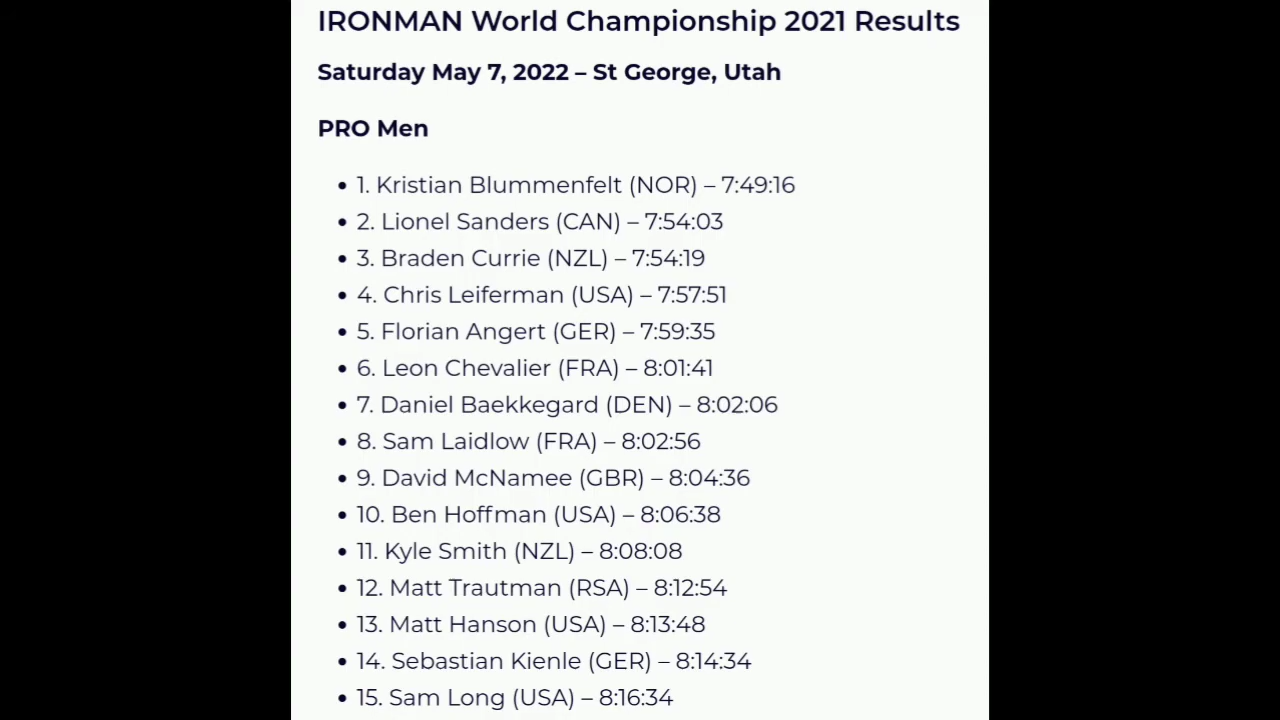 IRONMAN World Championship 2021 Results
Saturday May 7, 2022 – St George, Utah
PRO Men
• 1. Kristian Blummenfelt (NOR) – 7:49:16
• 2. Lionel Sanders (CAN) – 7:54:03
• 3. Braden Currie (NZL) – 7:54:19
• 4. Chris Leiferman (USA) – 7:57:51
• 5. Florian Angert (GER) – 7:59:35
• 6. Leon Chevalier (FRA) – 8:01:41
• 7. Daniel Baekkegard (DEN) – 8:02:06
• 8. Sam Laidlow (FRA) – 8:02:56
• 9. David McNamee (GBR) – 8:04:36
• 10. Ben Hoffman (USA) – 8:06:38
• 11. Kyle Smith (NZL) – 8:08:08
• 12. Matt Trautman (RSA) – 8:12:54
• 13. Matt Hanson (USA) – 8:13:48
• 14. Sebastian Kienle (GER) – 8:14:34
• 15. Sam Long (USA) – 8:16:34